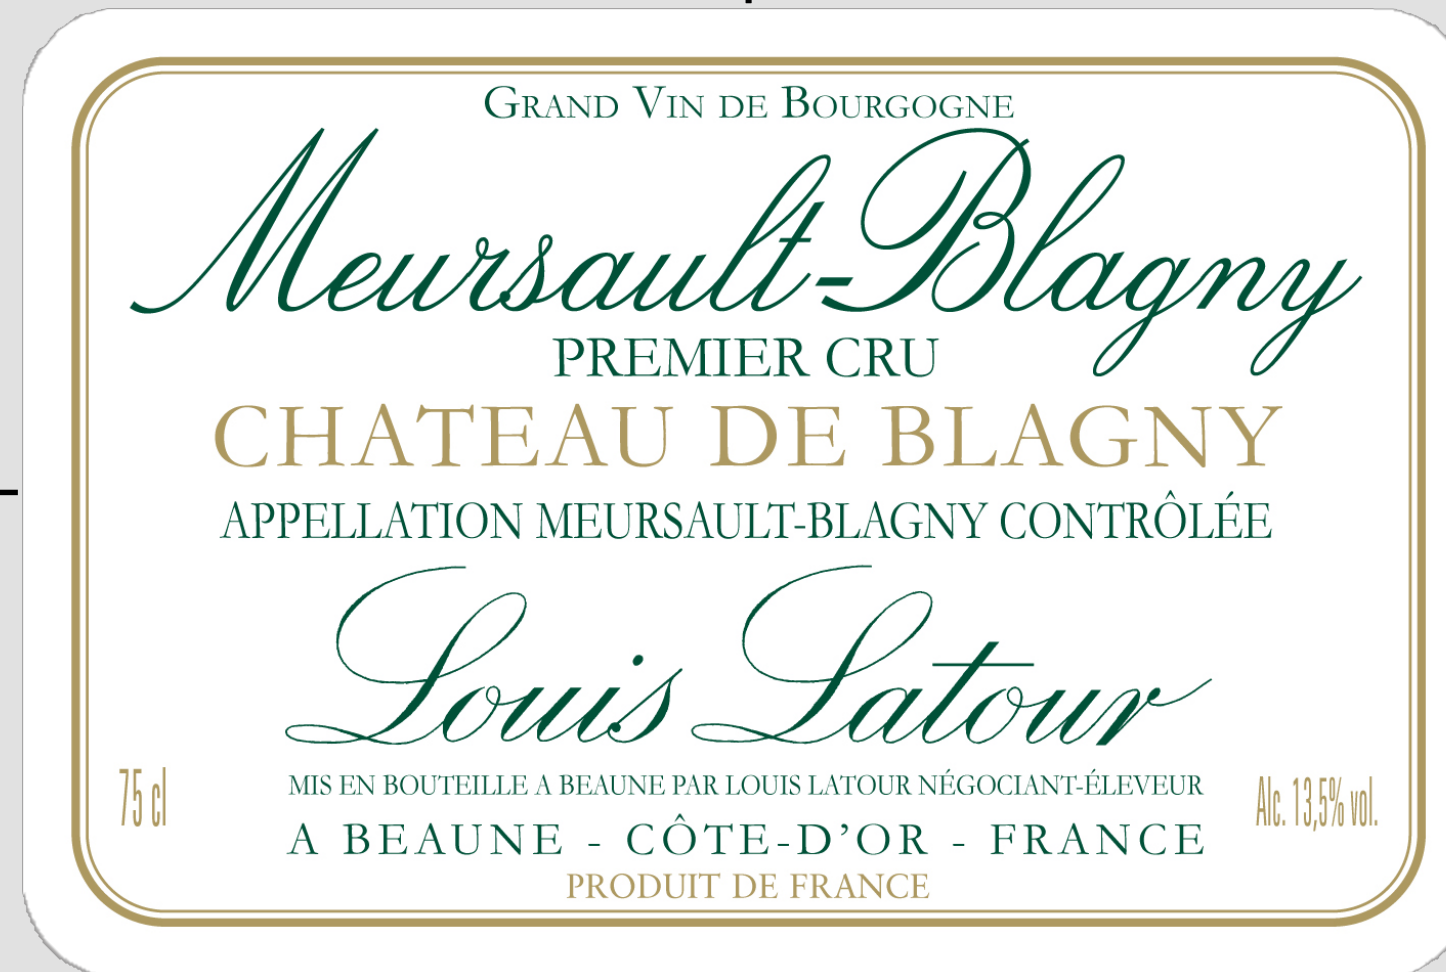 GRAND VIN DE BOURGOGNE
Meursault-Blagny
PREMIER CRU
CHATEAU DE BLAGNY
APPELLATION MEURSAULT-BLAGNY CONTRÔLÉE
Louis Latour
75 cl
MIS EN BOUTEILLE A BEAUNE PAR LOUIS LATOUR NÉGOCIANT-ÉLEVEUR
Alc. 13,5% vol.
A BEAUNE - CÔTE-D'OR - FRANCE
PRODUIT DE FRANCE